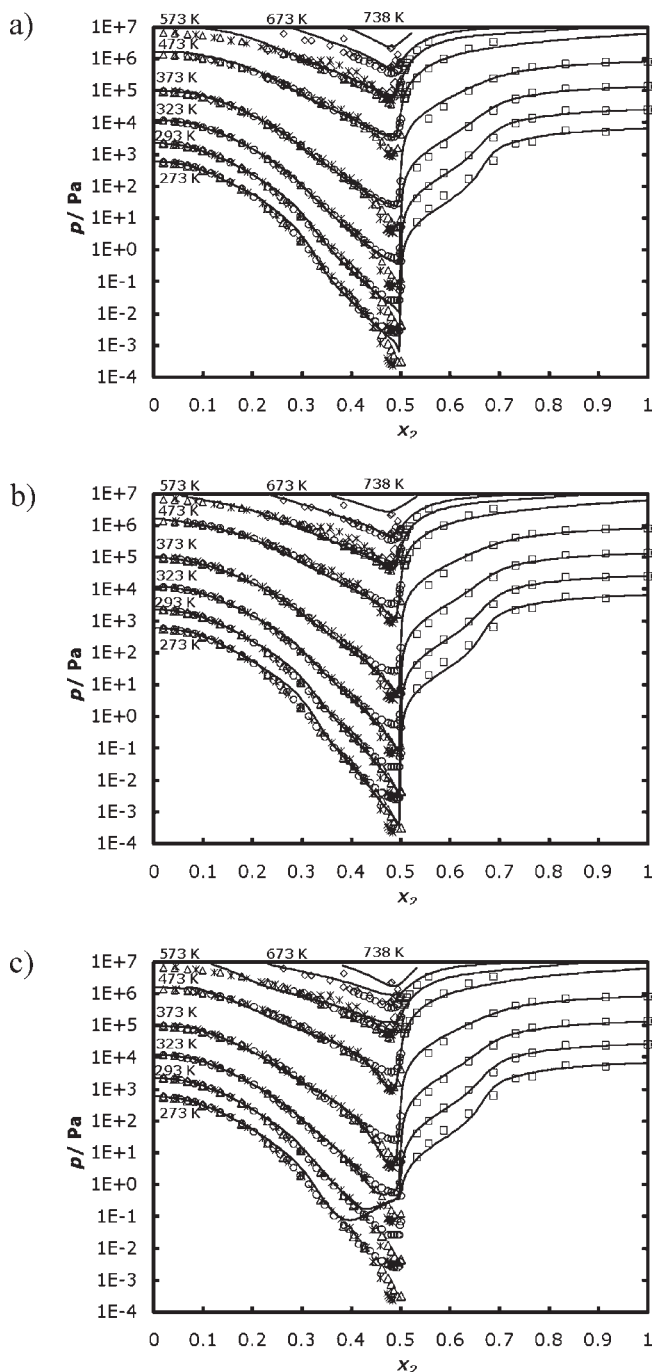 a)
573 K 673 K 738 K
1E+7
473 K
1E+6
373 K
1E+5
323 K
1E+4
293 K
1E+3
273 K
1E+2
1E+1
1E+0
1E-1
1E-2
1E-3
1E-4
p/ Pa
0 0.1 0.2 0.3 0.4 0.5 0.6 0.7 0.8 0.9 1
x2
b)
573 K 673 K 738 K
1E+7
473 K
1E+6
373 K
1E+5
323 K
1E+4
293 K
1E+3
273 K
1E+2
1E+1
1E+0
1E-1
1E-2
1E-3
1E-4
p/ Pa
0 0.1 0.2 0.3 0.4 0.5 0.6 0.7 0.8 0.9 1
x2
c)
573 K 673 K 738 K
1E+7
473 K
1E+6
373 K
1E+5
323 K
1E+4
293 K
1E+3
273 K
1E+2
1E+1
1E+0
1E-1
1E-2
1E-3
1E-4
p/ Pa
0 0.1 0.2 0.3 0.4 0.5 0.6 0.7 0.8 0.9 1
x2